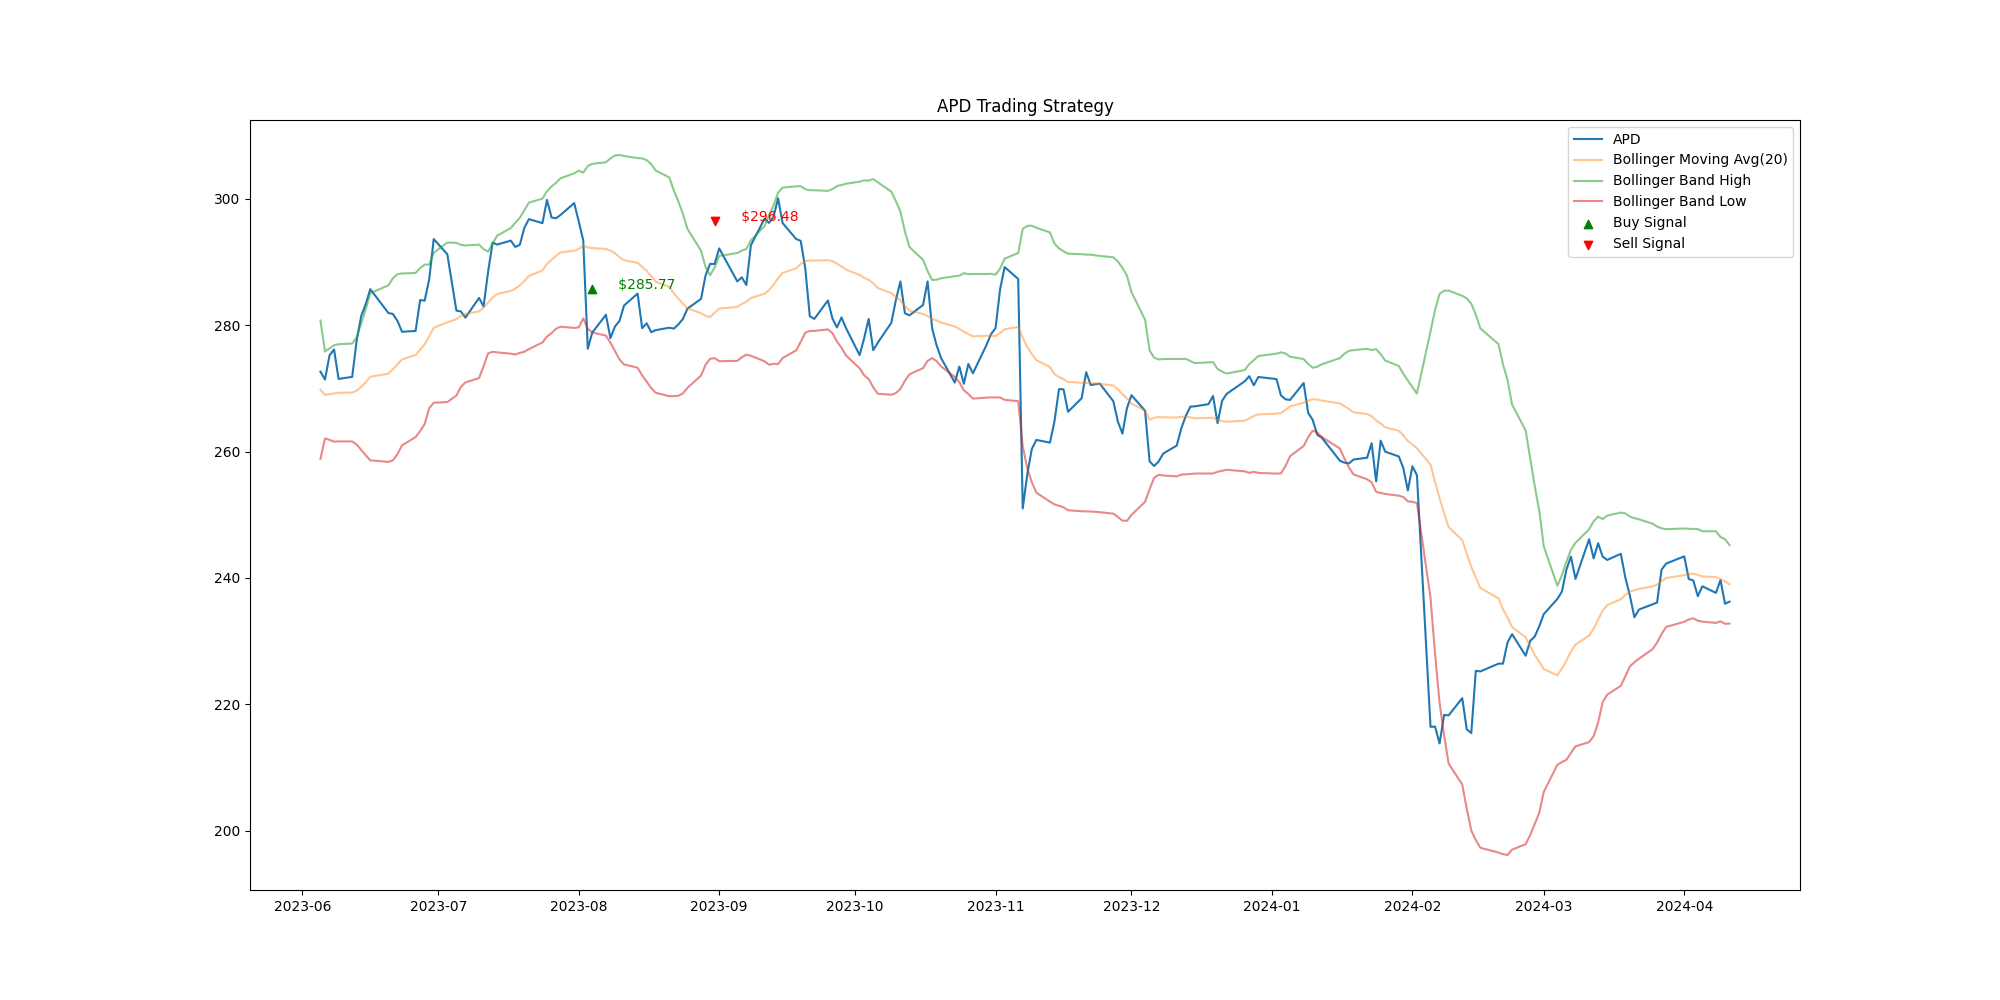 APD Trading Strategy
APD
Bollinger Moving Avg(20)
Bollinger Band High
Bollinger Band Low
Buy Signal
Sell Signal
$296.48
$285.77
300
280
260
240
220
200
2023-06 2023-07 2023-08 2023-09 2023-10 2023-11 2023-12 2024-01 2024-02 2024-03 2024-04